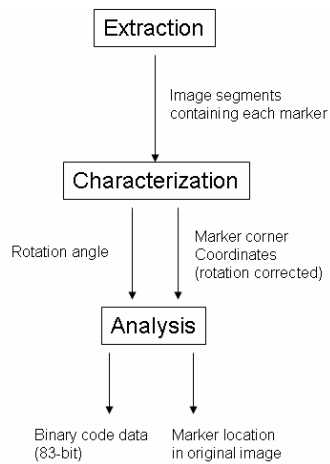 Extraction
Image segments
containing each marker
Characterization
Rotation angle
Marker corner
Coordinates
(rotation corrected)
Analysis
Binary code data
(83-bit)
Marker location
in original image